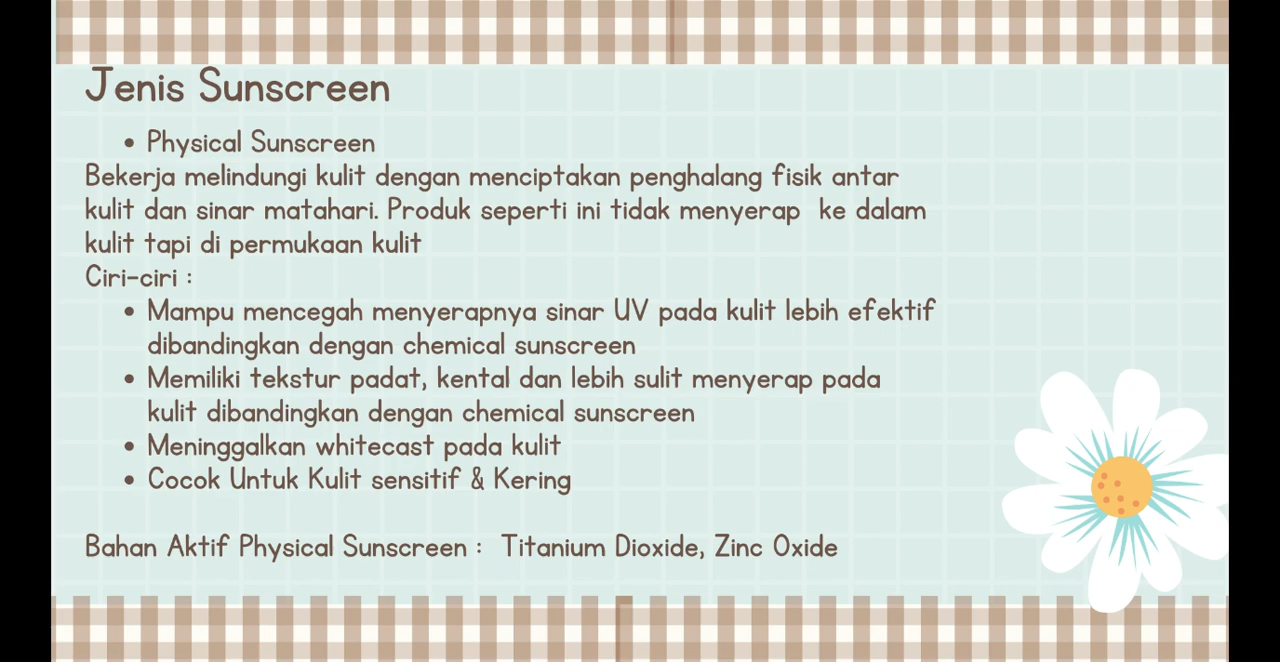 Jenis Sunscreen
• Physical Sunscreen
Bekerja melindungi kulit dengan menciptakan penghalang fisik antar
kulit dan sinar matahari. Produk seperti ini tidak menyerap  ke dalam
kulit tapi di permukaan kulit
Ciri-ciri :
• Mampu mencegah menyerapnya sinar UV pada kulit lebih efektif
dibandingkan dengan chemical sunscreen
• Memiliki tekstur padat, kental dan lebih sulit menyerap pada
kulit dibandingkan dengan chemical sunscreen
• Meninggalkan whitecast pada kulit
• Cocok Untuk Kulit sensitif & Kering
Bahan Aktif Physical Sunscreen :  Titanium Dioxide, Zinc Oxide